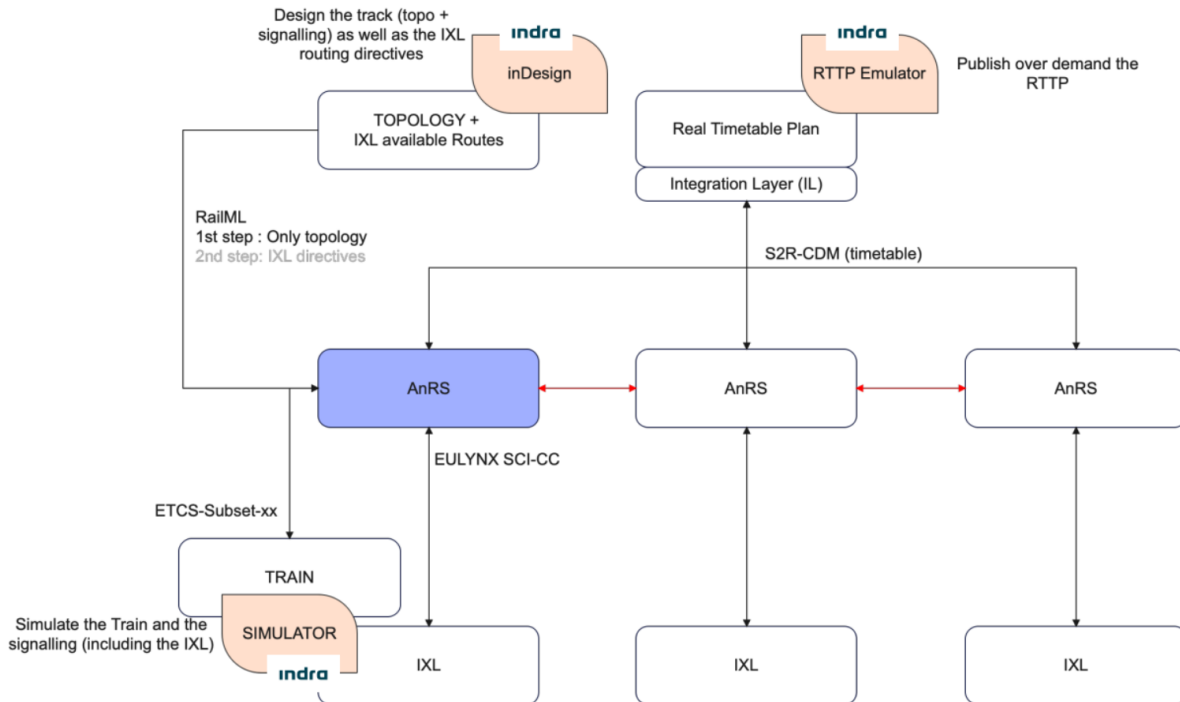 Design the track (topo +
signalling) as well as the IXL
routing directives
indra
inDesign
indra
RTTP Emulator
Publish over demand the
RTTP
TOPOLOGY +
IXL available Routes
Real Timetable Plan
Integration Layer (IL)
RailML
1st step : Only topology
2nd step: IXL directives
S2R-CDM (timetable)
AnRS
AnRS
AnRS
EULYNX SCI-CC
ETCS-Subset-xx
TRAIN
Simulate the Train and the
signalling (including the IXL)
SIMULATOR
indra
IXL
IXL
IXL